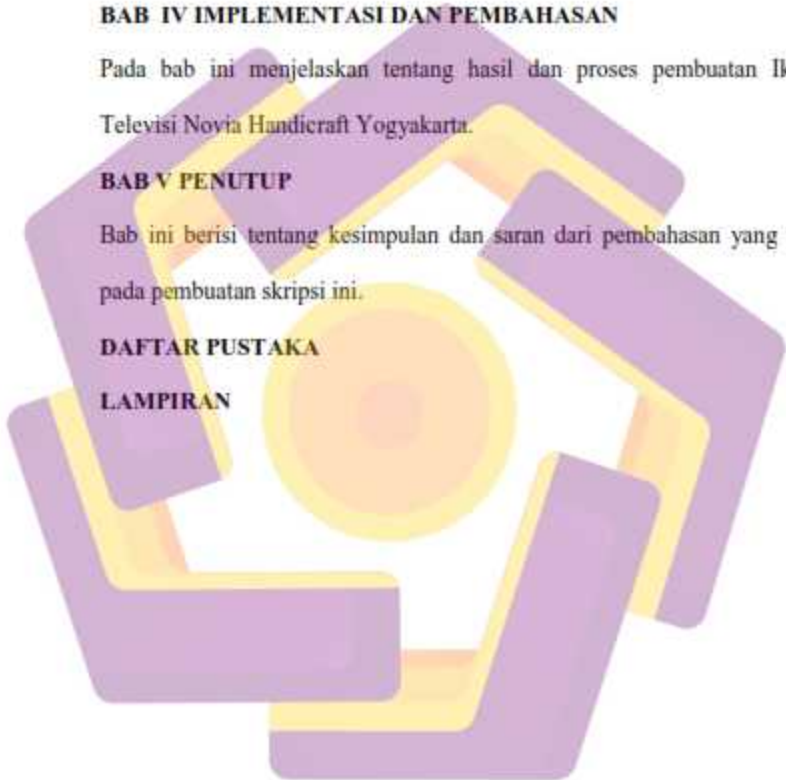 BAB IV IMPLEMENTASI DAN PEMBAHASAN
Pada bab ini menjelaskan tentang hasil dan proses pembuatan
Televisi Novia Handicraft Yogyakarta.
BAB V PENUTUP
Bab ini berisi tentang kesimpulan dan saran dari pembahasan yang
pada pembuatan skripsi ini.
DAFTAR PUSTAKA
LAMPIRAN